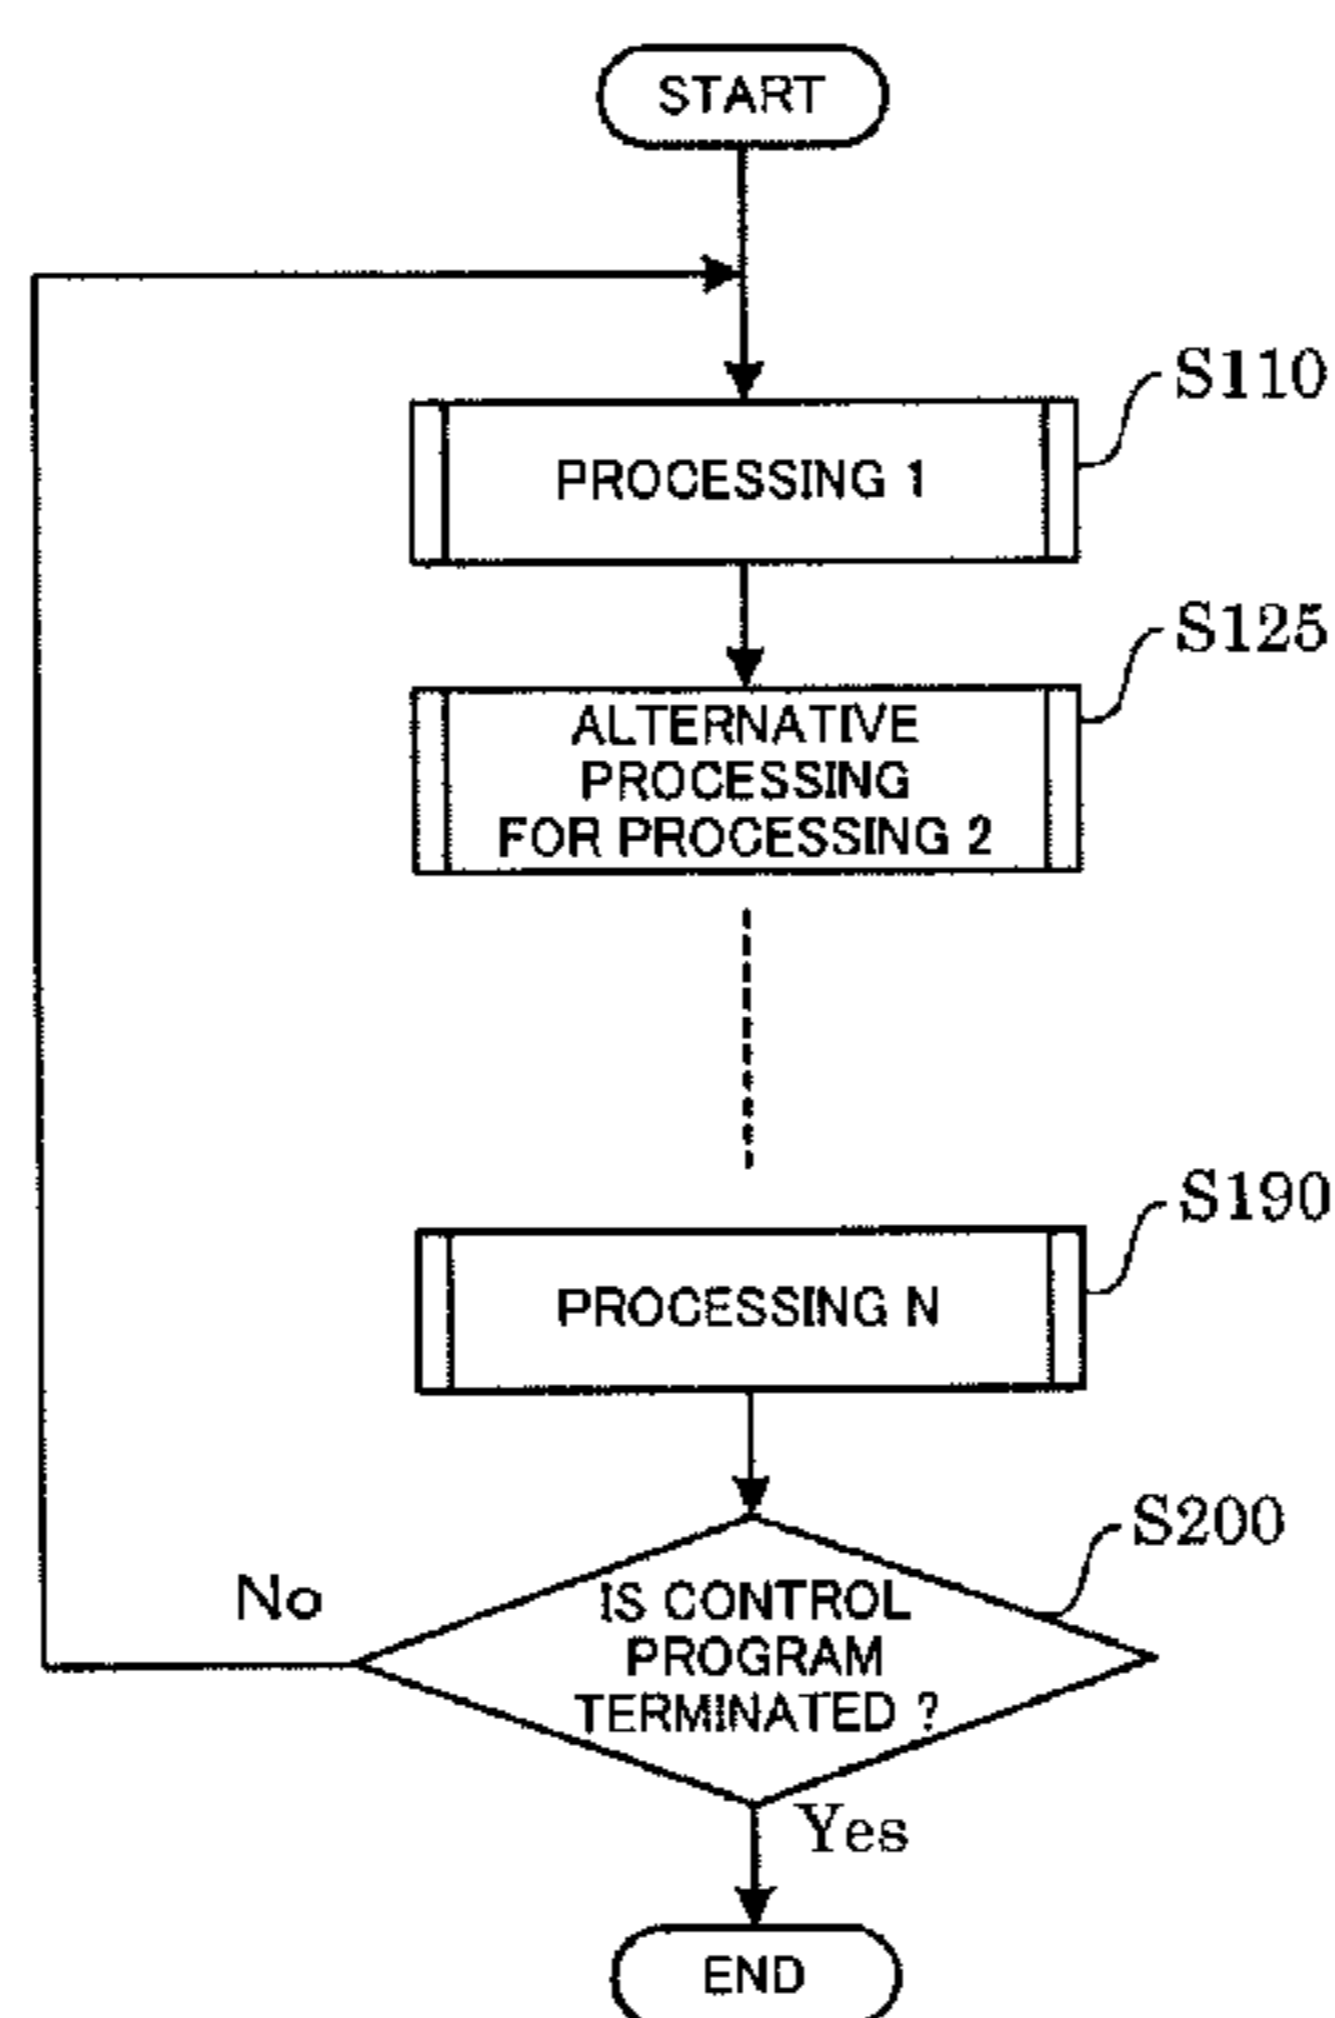 START
S110
PROCESSING 1
S125
ALTERNATIVE
PROCESSING
FOR PROCESSING 2
S190
PROCESSING N
S200
No
IS CONTROL
PROGRAM
TERMINATED ?
Yes
END